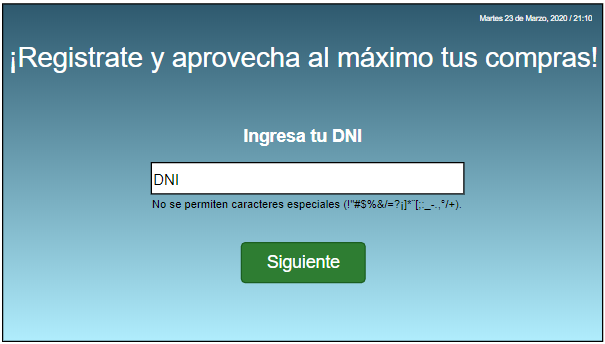 Martes 23 de Marzo, 2020 / 21:10
¡Registrate y aprovecha al máximo tus compras!
Ingresa tu DNI
DNI
No se permiten caracteres especiales (!"#$%&/=?¡]*¨[;:_-.,°/+).
Siguiente